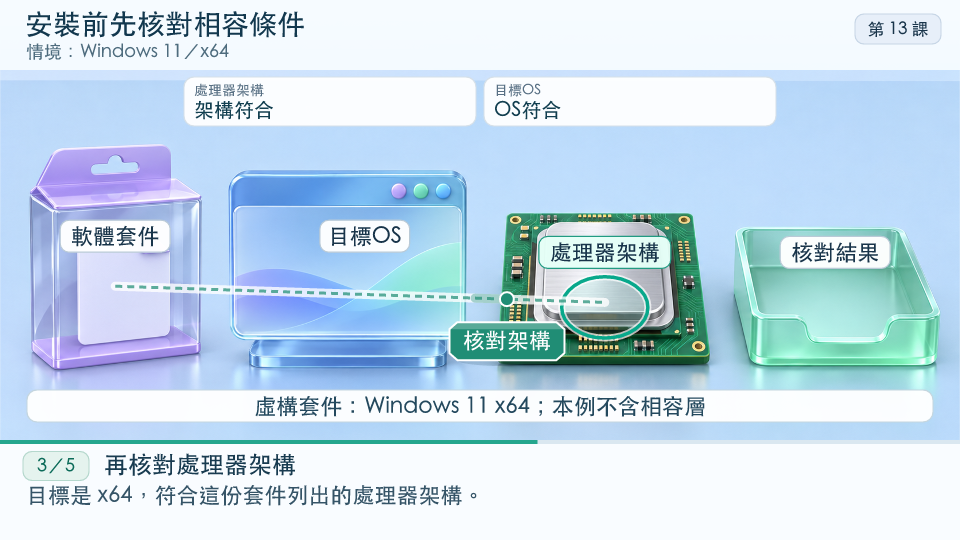 安裝前先核對相容條件
情境：Windows 11／x64
第 13 課
處理器架構
架構符合
目標OS
OS符合
軟體套件
目標OS
處理器架構
核對結果
核對架構
虛構套件：Windows 11 x64；本例不含相容層
3／5
再核對處理器架構
目標是 x64，符合這份套件列出的處理器架構。